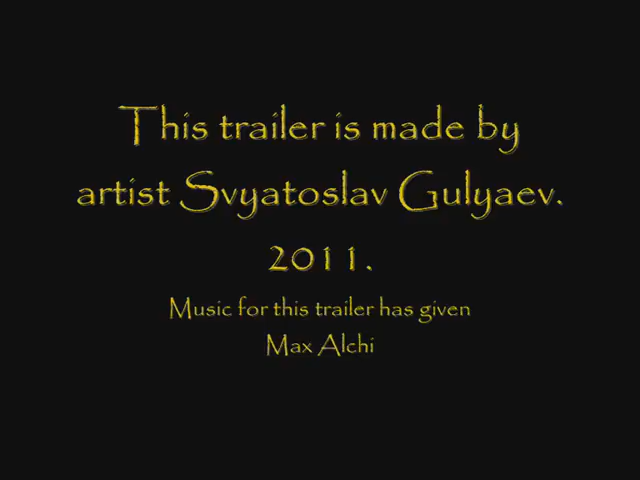 This trailer is made by
artist Svyatoslav Gulyaev.
2011.
Music for this trailer has given
Max Alchi